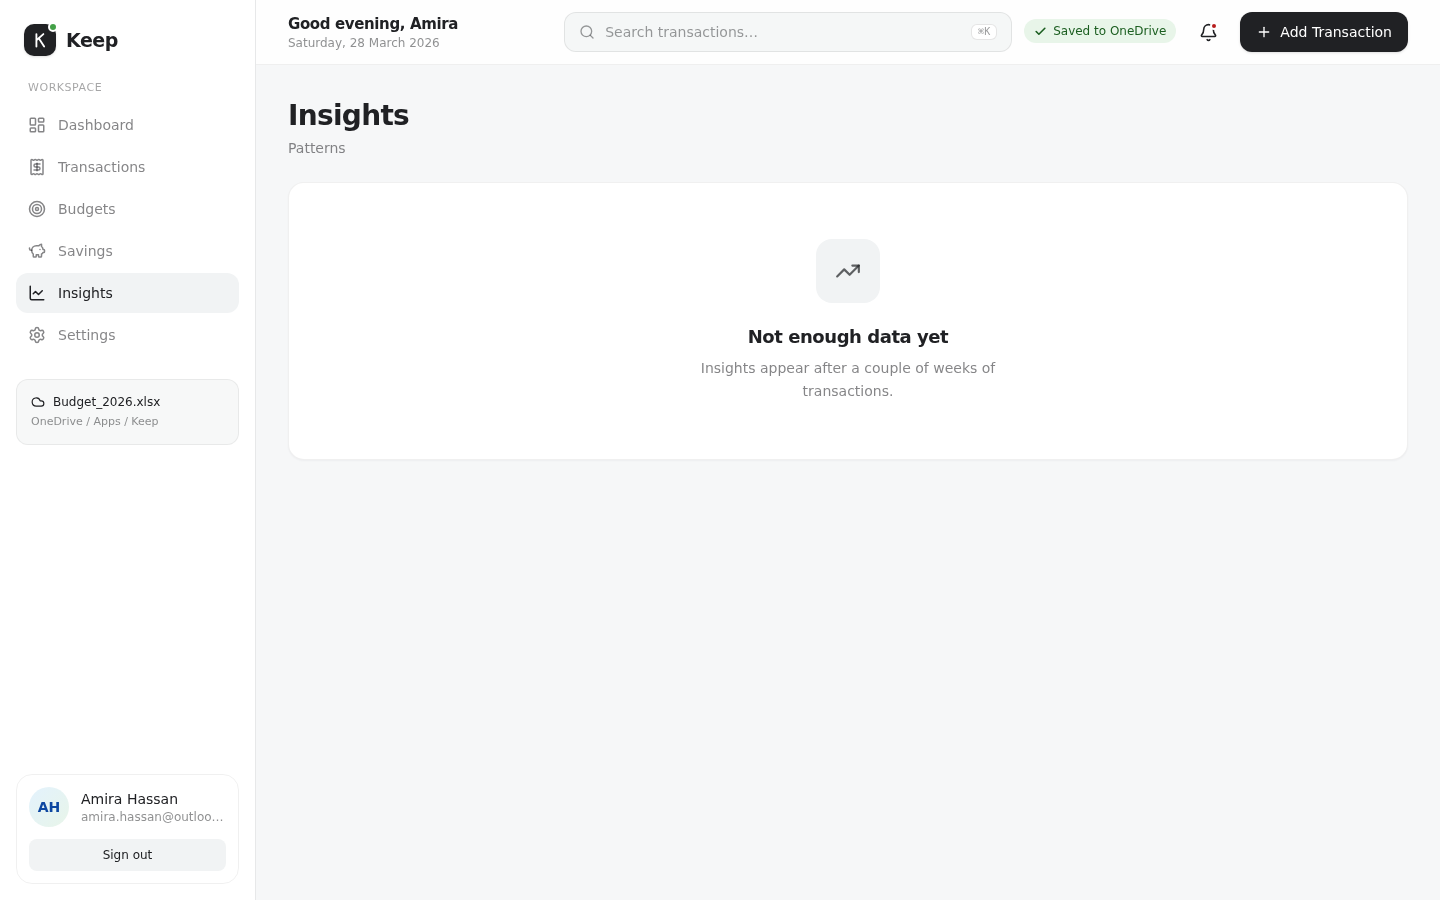 Keep
WORKSPACE
Dashboard
Transactions
Budgets
Savings
Insights
Settings
Budget_2026.xlsx
OneDrive / Apps / Keep
AH
Amira Hassan
amira.hassan@outloo...
Sign out
Good evening, Amira
Saturday, 28 March 2026
Search transactions...
⌘K
Saved to OneDrive
Add Transaction
Insights
Patterns
Not enough data yet
Insights appear after a couple of weeks of
transactions.